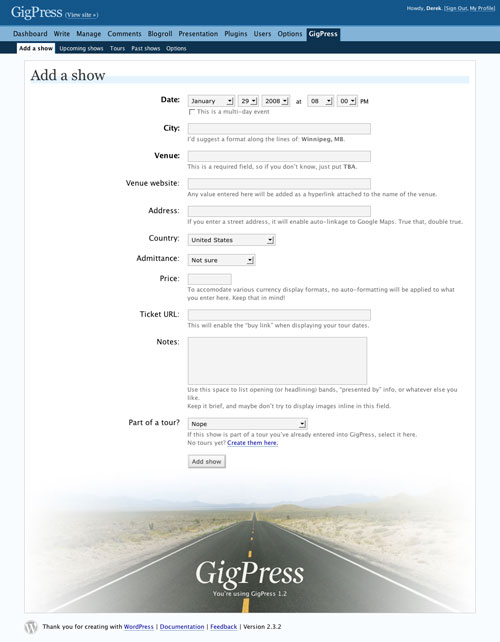 GigPress (View site »)
Howdy, Derek. [Sign Out, My Profile]
Dashboard Write Manage Comments Blogroll Presentation Plugins Users Options GigPress
Add a show Upcoming shows Tours Past shows Options
Add a show
Date: January 29 2008 at 08 00 PM
This is a multi-day event
City:
I'd suggest a format along the lines of: Winnipeg, MB.
Venue:
This is a required field, so if you don't know, just put TBA.
Venue website:
Any value entered here will be added as a hyperlink attached to the name of the venue.
Address:
If you enter a street address, it will enable auto-linkage to Google Maps. True that, double true.
Country: United States
Admittance: Not sure
Price:
To accomodate various currency display formats, no auto-formatting will be applied to what
you enter here. Keep that in mind!
Ticket URL:
This will enable the "buy link" when displaying your tour dates.
Notes:
Use this space to list opening (or headlining) bands, "presented by" info, or whatever else you
like.
Keep it brief, and maybe don't try to display images inline in this field.
Part of a tour? Nope
If this show is part of a tour you've already entered into GigPress, select it here.
No tours yet? Create them here.
Add show
GigPress
You're using GigPress 1.2
Thank you for creating with WordPress | Documentation | Feedback | Version 2.3.2